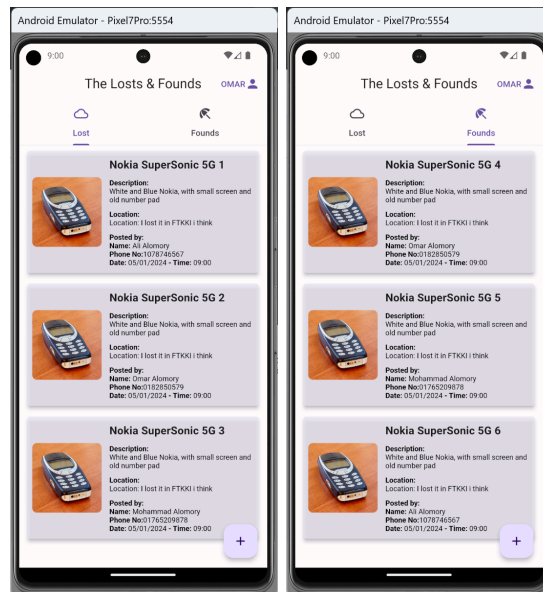 Android Emulator - Pixel7Pro:5554
9:00
The Losts & Founds
OMAR
Lost
Founds
Nokia SuperSonic 5G 1
Description:
White and Blue Nokia, with small screen and
old number pad
Location:
Location: I lost it in FTKKI i think
Posted by:
Name: Ali Alomory
Phone No:1078746567
Date: 05/01/2024 - Time: 09:00
Nokia SuperSonic 5G 2
Description:
White and Blue Nokia, with small screen and
old number pad
Location:
Location: I lost it in FTKKI i think
Posted by:
Name: Omar Alomory
Phone No:0182850579
Date: 05/01/2024 - Time: 09:00
Nokia SuperSonic 5G 3
Description:
White and Blue Nokia, with small screen and
old number pad
Location:
Location: I lost it in FTKKI i think
Posted by:
Name: Mohammad Alomory
Phone No:01765209878
Date: 05/01/2024 - Time: 09:00
+
Android Emulator - Pixel7Pro:5554
9:00
The Losts & Founds
OMAR
Lost
Founds
Nokia SuperSonic 5G 4
Description:
White and Blue Nokia, with small screen and
old number pad
Location:
Location: I lost it in FTKKI i think
Posted by:
Name: Omar Alomory
Phone No:0182850579
Date: 05/01/2024 - Time: 09:00
Nokia SuperSonic 5G 5
Description:
White and Blue Nokia, with small screen and
old number pad
Location:
Location: I lost it in FTKKI i think
Posted by:
Name: Mohammad Alomory
Phone No:01765209878
Date: 05/01/2024 - Time: 09:00
Nokia SuperSonic 5G 6
Description:
White and Blue Nokia, with small screen and
old number pad
Location:
Location: I lost it in FTKKI i think
Posted by:
Name: Ali Alomory
Phone No:1078746567
Date: 05/01/2024 - Time: 09:00
+